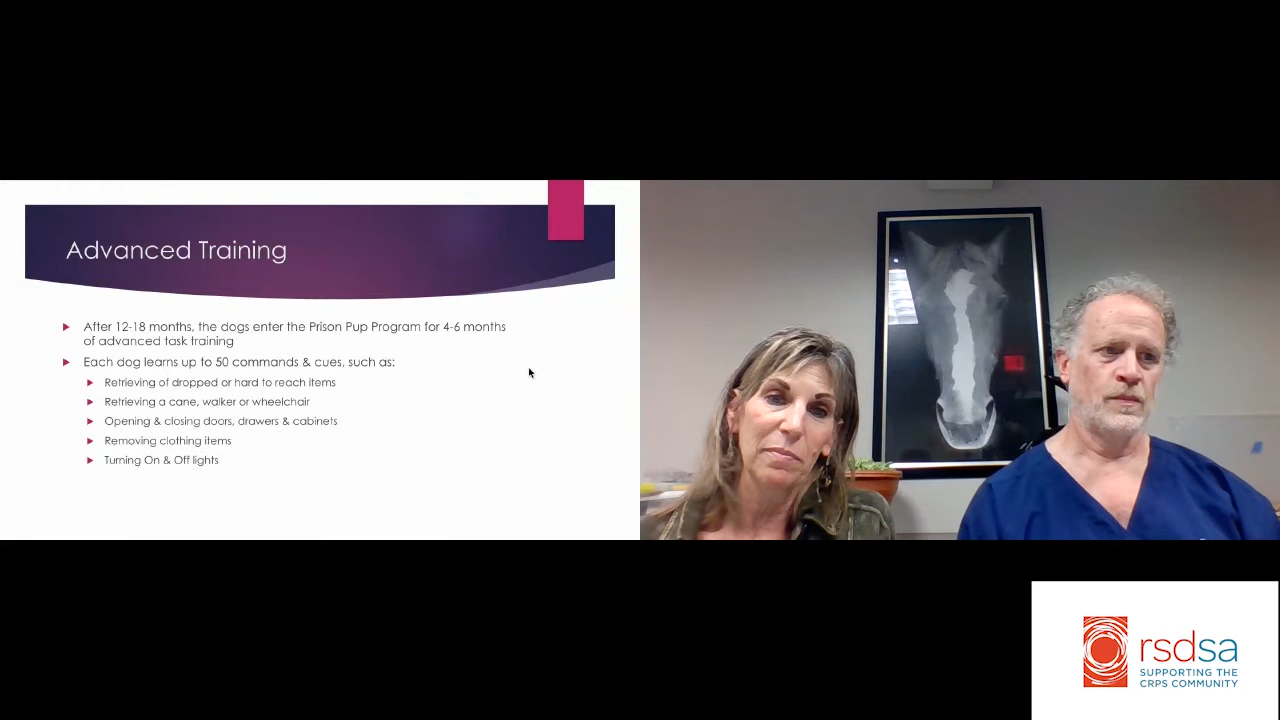 Advanced Training
After 12-18 months, the dogs enter the Prison Pup Program for 4-6 months
of advanced task training
Each dog learns up to 50 commands & cues, such as:
Retrieving of dropped or hard to reach items
Retrieving a cane, walker or wheelchair
Opening & closing doors, drawers & cabinets
Removing clothing items
Turning On & Off lights
rsdsa
SUPPORTING THE
CRPS COMMUNITY